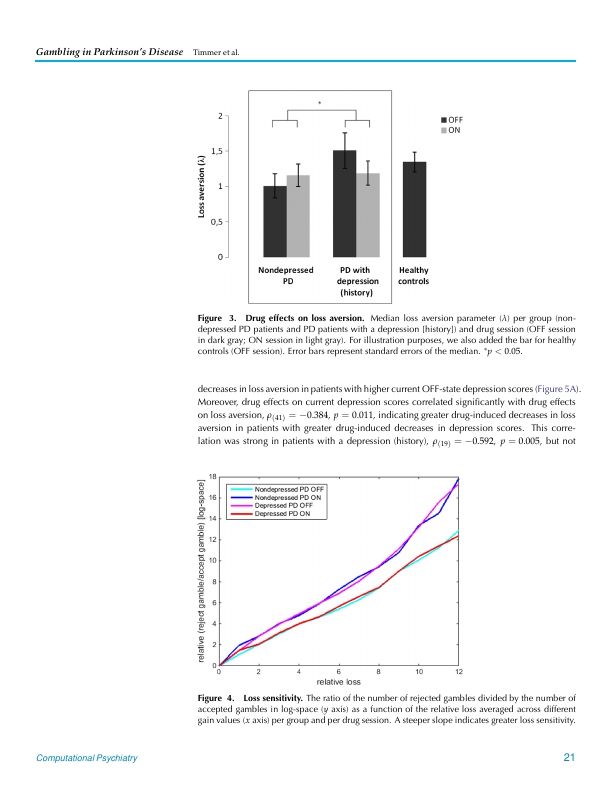 Gambling in Parkinson's Disease Timmer et al.
*
2
1,5
1
0,5
0
Loss aversion (λ)
OFF
ON
Nondepressed PD
PD with depression (history)
Healthy controls
Figure 3. Drug effects on loss aversion. Median loss aversion parameter (λ) per group (non-
depressed PD patients and PD patients with a depression [history]) and drug session (OFF session
in dark gray; ON session in light gray). For illustration purposes, we also added the bar for healthy
controls (OFF session). Error bars represent standard errors of the median. *p < 0.05.
decreases in loss aversion in patients with higher current OFF-state depression scores (Figure 5A).
Moreover, drug effects on current depression scores correlated significantly with drug effects
on loss aversion, ρ(41) = −0.384, p = 0.011, indicating greater drug-induced decreases in loss
aversion in patients with greater drug-induced decreases in depression scores. This corre-
lation was strong in patients with a depression (history), ρ(19) = −0.592, p = 0.005, but not
18
16
14
12
10
8
6
4
2
0
relative (reject gamble/accept gamble) [log-space]
Nondepressed PD OFF
Nondepressed PD ON
Depressed PD OFF
Depressed PD ON
0 2 4 6 8 10 12
relative loss
Figure 4. Loss sensitivity. The ratio of the number of rejected gambles divided by the number of
accepted gambles in log-space (y axis) as a function of the relative loss averaged across different
gain values (x axis) per group and per drug session. A steeper slope indicates greater loss sensitivity.
Computational Psychiatry 21